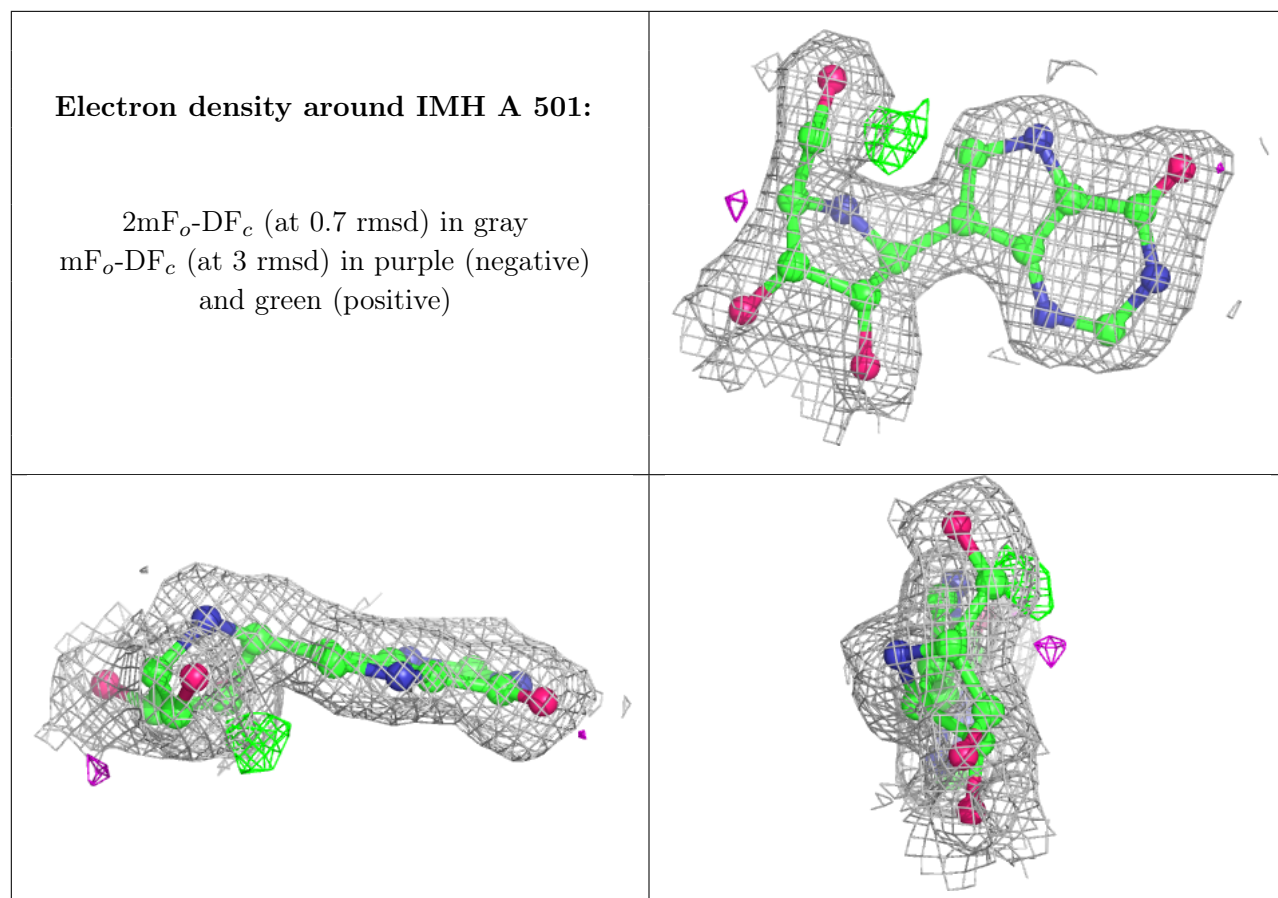 Electron density around IMH A 501:
2mFo-DFc (at 0.7 rmsd) in gray
mFo-DFc (at 3 rmsd) in purple (negative)
and green (positive)